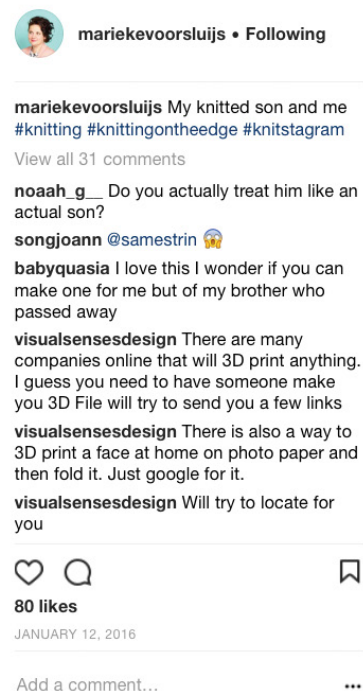 mariekevoorsluijs • Following
mariekevoorsluijs My knitted son and me
#knitting #knittingontheedge #knitstagram
View all 31 comments
noaah_g__ Do you actually treat him like an
actual son?
songjoann @samestrin 😱
babyquasia I love this I wonder if you can
make one for me but of my brother who
passed away
visualsensesdesign There are many
companies online that will 3D print anything.
I guess you need to have someone make
you 3D File will try to send you a few links
visualsensesdesign There is also a way to
3D print a face at home on photo paper and
then fold it. Just google for it.
visualsensesdesign Will try to locate for
you
80 likes
JANUARY 12, 2016
Add a comment...